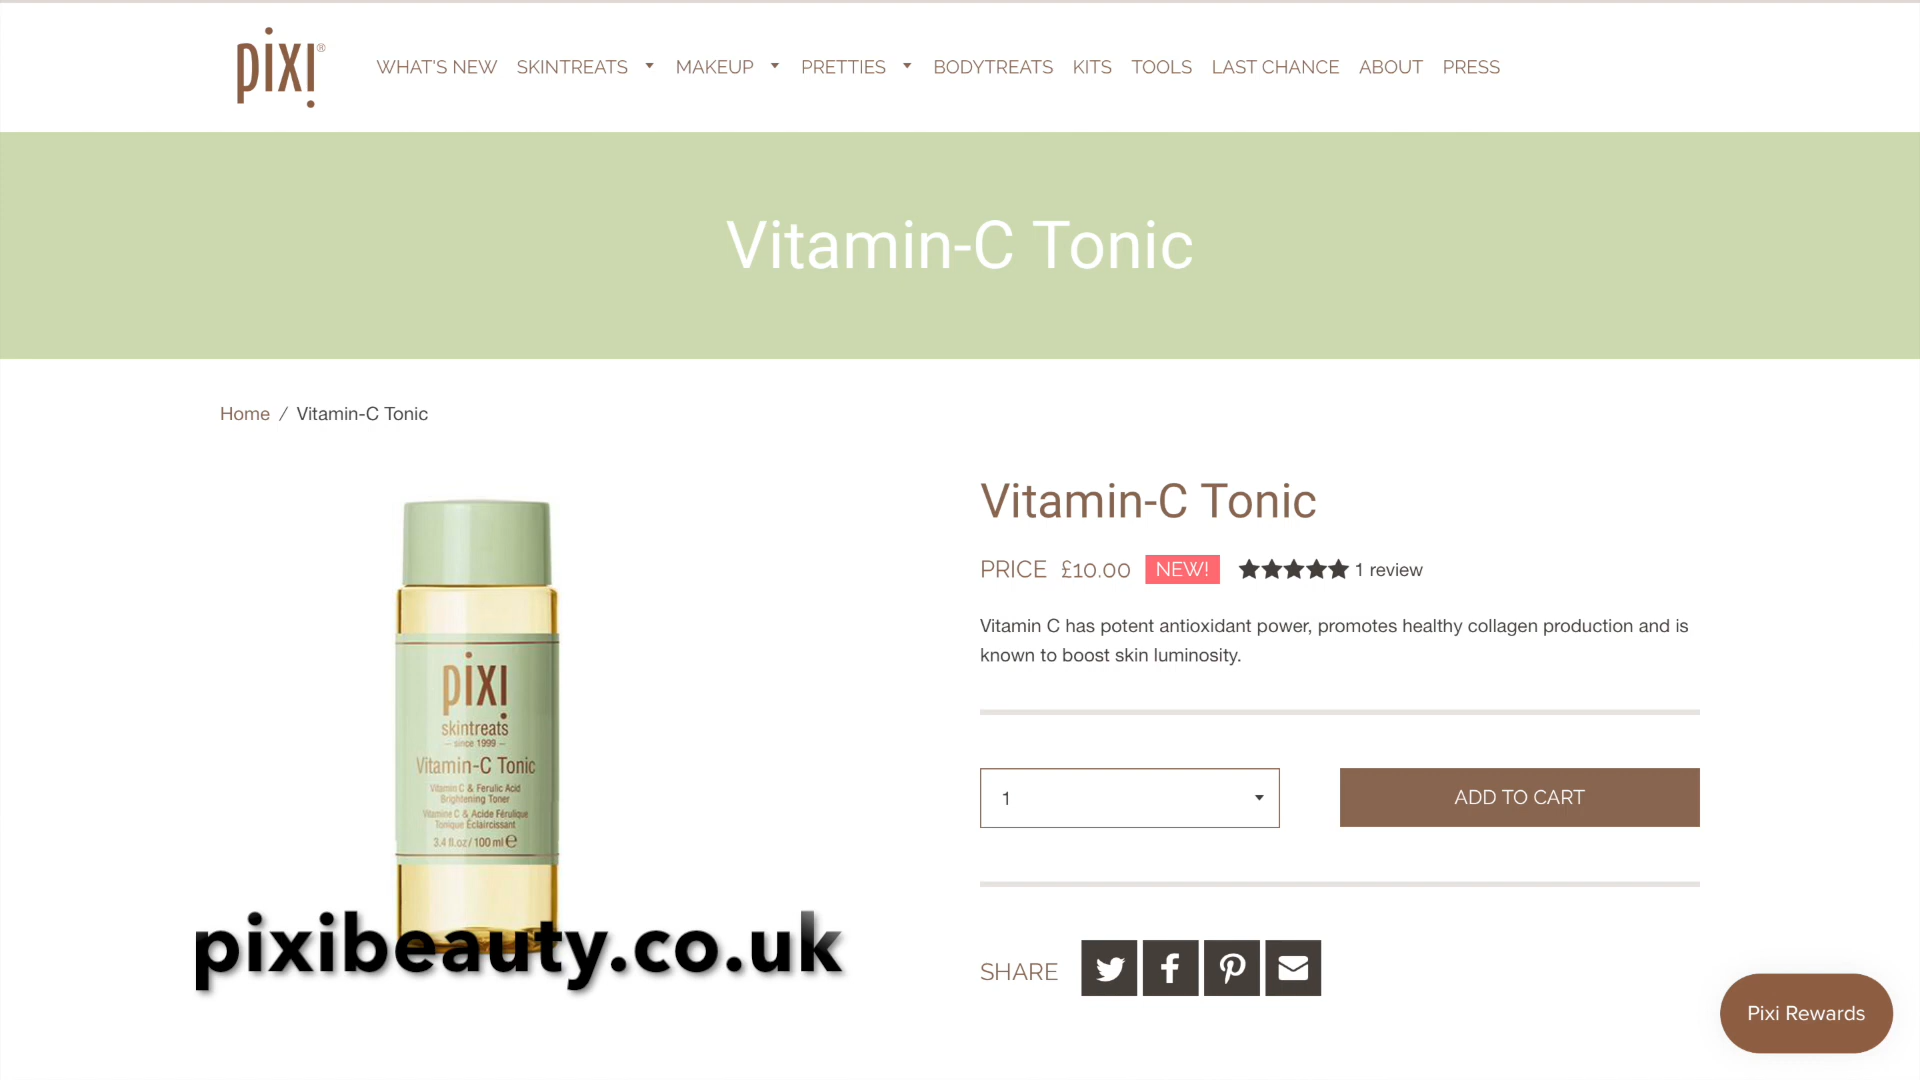 pixi®
WHAT'S NEW SKINTREATS MAKEUP PRETTIES BODYTREATS KITS TOOLS LAST CHANCE ABOUT PRESS
Vitamin-C Tonic
Home / Vitamin-C Tonic
Vitamin-C Tonic
PRICE £10.00 NEW! 1 review
Vitamin C has potent antioxidant power, promotes healthy collagen production and is
known to boost skin luminosity.
1 ADD TO CART
SHARE
pixi
skintreats
– since 1999 –
Vitamin-C Tonic
Vitamin C & Ferulic Acid
Brightening Toner
Vitamine C & Acide Férulique
Tonique Éclaircissant
3.4 fl.oz/100 ml ℮
pixibeauty.co.uk
Pixi Rewards